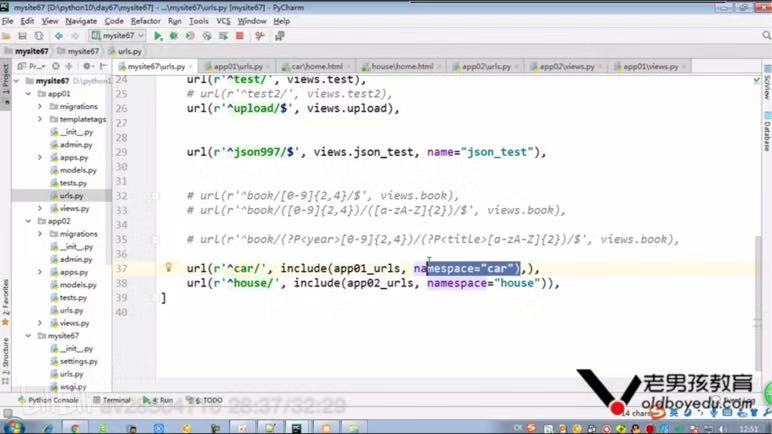 mysite67 [D:\python10\day67\mysite67] - ...\mysite67\urls.py - PyCharm
File Edit View Navigate Code Refactor Run Tools VCS Window Help
mysite67
mysite67 mysite67 urls.py
mysite67\urls.py app01\urls.py car\home.html house\home.html app02\urls.py app02\views.py app01\views.py
1: Project
mysite67
app01
migrations
templatetags
__init__.py
admin.py
apps.py
models.py
tests.py
urls.py
views.py
app02
migrations
__init__.py
admin.py
apps.py
models.py
tests.py
urls.py
views.py
mysite67
__init__.py
settings.py
urls.py
wsgi.py
2: Favorites
7: Structure
SciView
Database
24 url(r'^test/', views.test),
25 # url(r'^test2/', views.test2),
26 url(r'^upload/$', views.upload),
27
28
29 url(r'^json997/$', views.json_test, name="json_test"),
30
31
32 # url(r'^book/[0-9]{2,4}/$', views.book),
33 # url(r'^book/([0-9]{2,4})/([a-zA-Z]{2})/$', views.book),
34
35 # url(r'^book/(?P<year>[0-9]{2,4})/(?P<title>[a-zA-Z]{2})/$', views.book),
36
37 url(r'^car/', include(app01_urls, namespace="car"),),
38 url(r'^house/', include(app02_urls, namespace="house")),
39 ]
40
老男孩教育
oldboyedu.com
Python Console Terminal 4: Run 6: TODO
14 chars
12:51